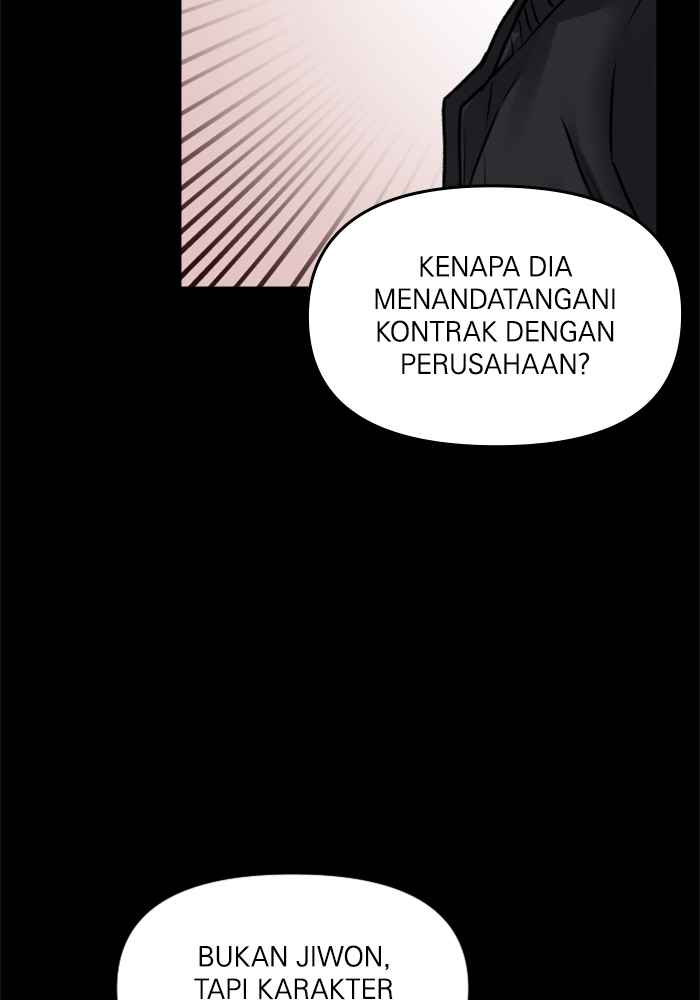 KENAPA DIA
MENANDATANGANI
KONTRAK DENGAN
PERUSAHAAN?
BUKAN JIWON,
TAPI KARAKTER